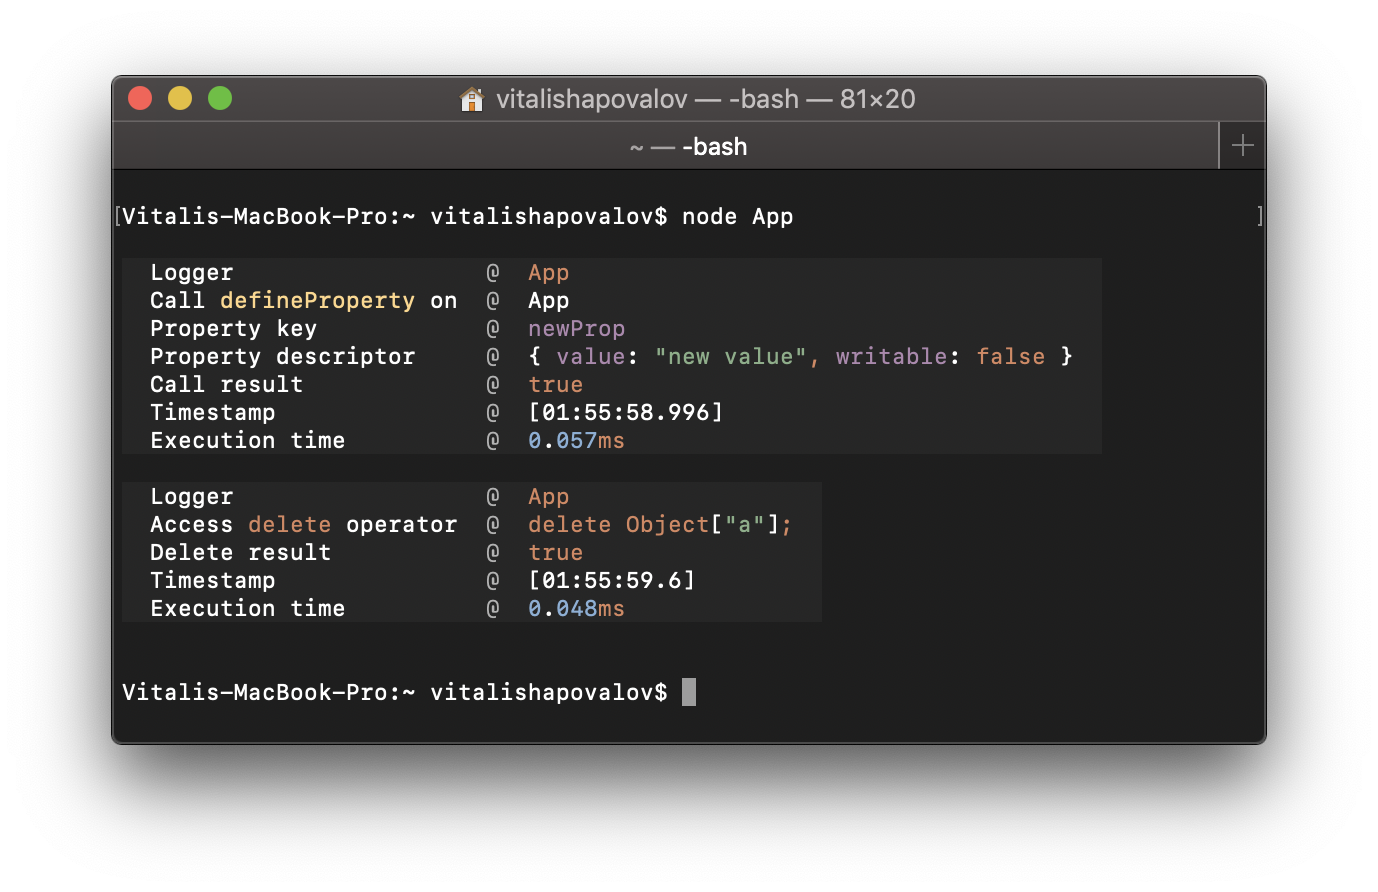 vitalishapovalov — -bash — 81×20
~ — -bash
[Vitalis-MacBook-Pro:~ vitalishapovalov$ node App ]
Logger @ App
Call defineProperty on @ App
Property key @ newProp
Property descriptor @ { value: "new value", writable: false }
Call result @ true
Timestamp @ [01:55:58.996]
Execution time @ 0.057ms
Logger @ App
Access delete operator @ delete Object["a"];
Delete result @ true
Timestamp @ [01:55:59.6]
Execution time @ 0.048ms
Vitalis-MacBook-Pro:~ vitalishapovalov$